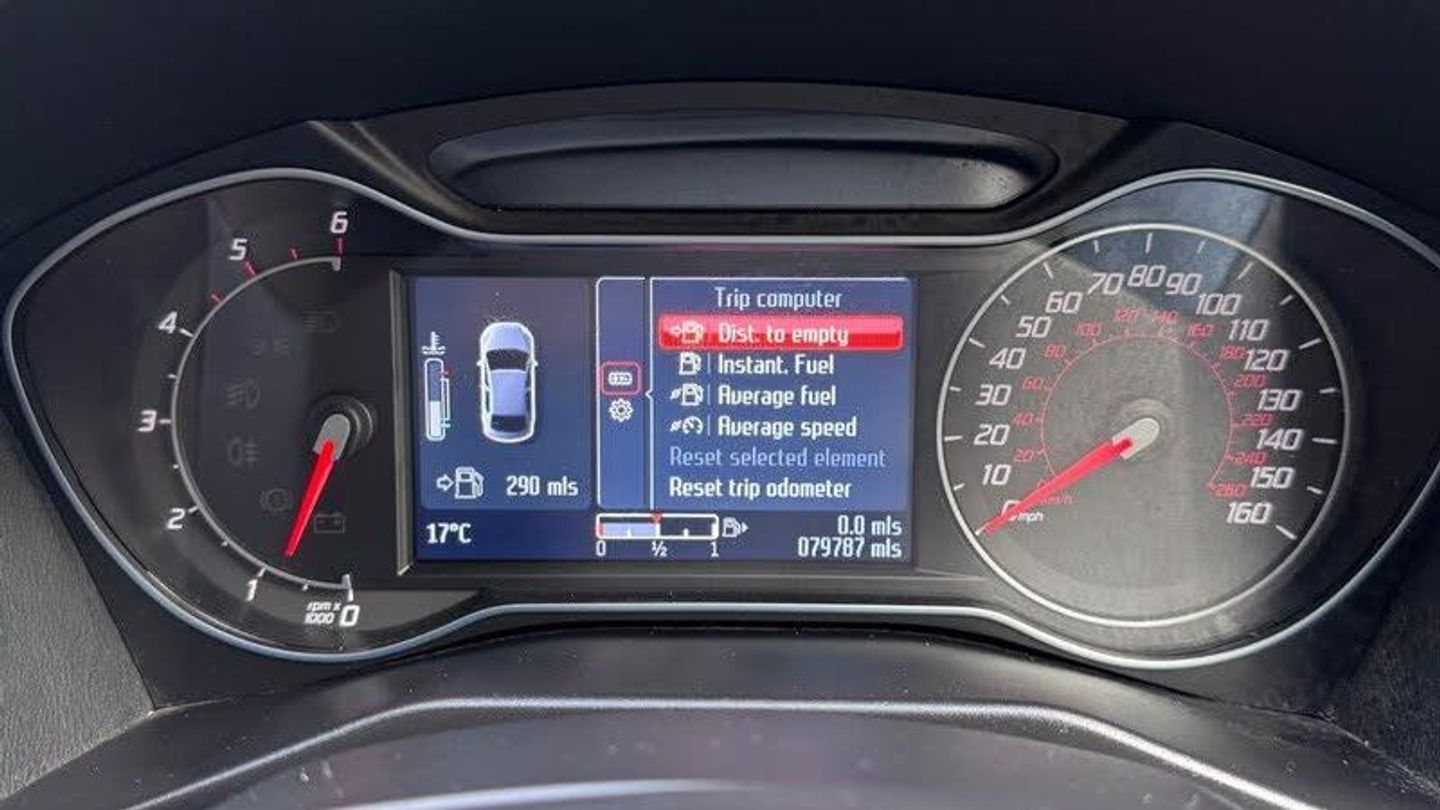 6
5
4
3
2
1
0
rpm x
1000
Trip computer
Dist. to empty
Instant. Fuel
Average fuel
Average speed
Reset selected element
Reset trip odometer
290 mls
17°C
0 ½ 1
0.0 mls
079787 mls
0
mph
10
20
30
40
50
60
70
80
90
100
110
120
130
140
150
160
km/h
20
40
60
80
100
120
140
160
180
200
220
240
260